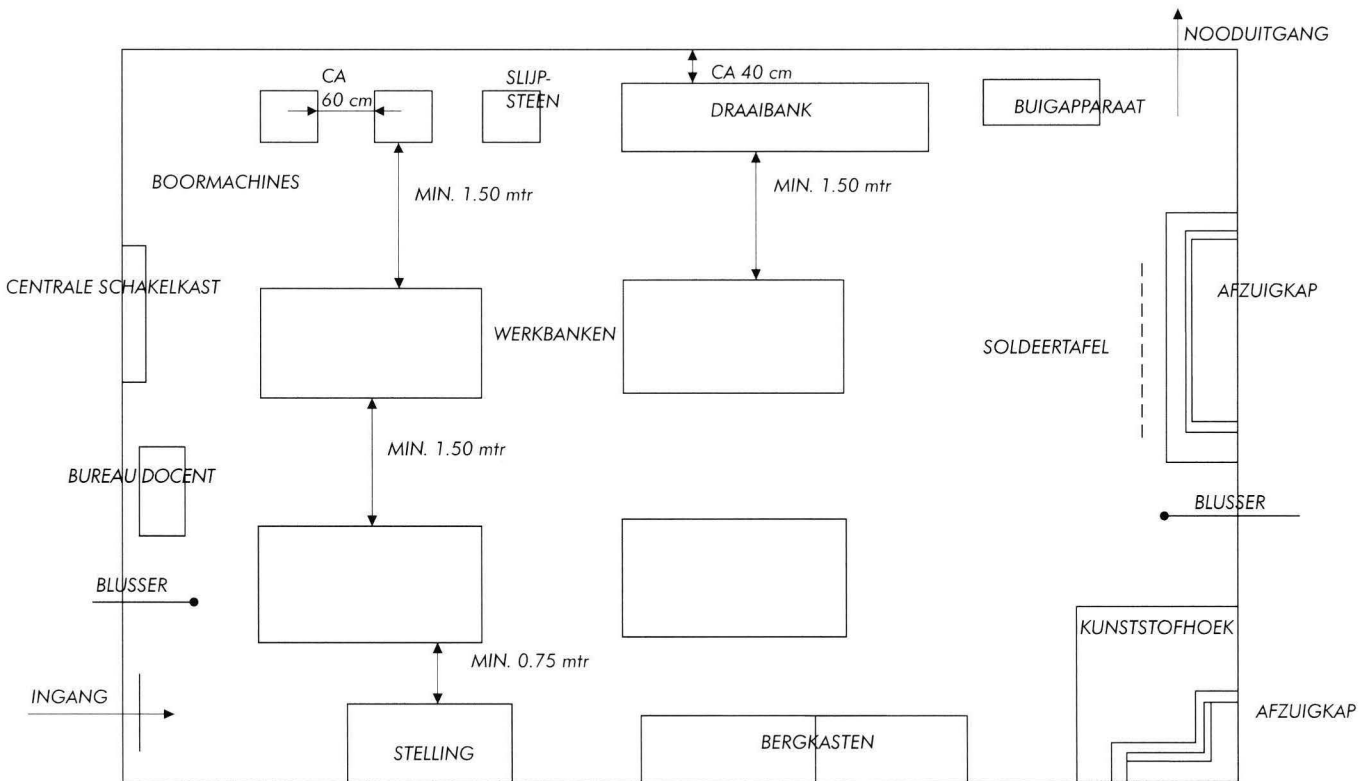 NOODUITGANG
CA
60 cm
SLIJP-
STEEN
CA 40 cm
DRAAIBANK
BUIGAPPARAAT
BOORMACHINES
MIN. 1.50 mtr
MIN. 1.50 mtr
CENTRALE SCHAKELKAST
AFZUIGKAP
WERKBANKEN
SOLDEERTAFEL
MIN. 1.50 mtr
BUREAU DOCENT
BLUSSER
BLUSSER
KUNSTSTOFHOEK
MIN. 0.75 mtr
INGANG
AFZUIGKAP
STELLING
BERGKASTEN